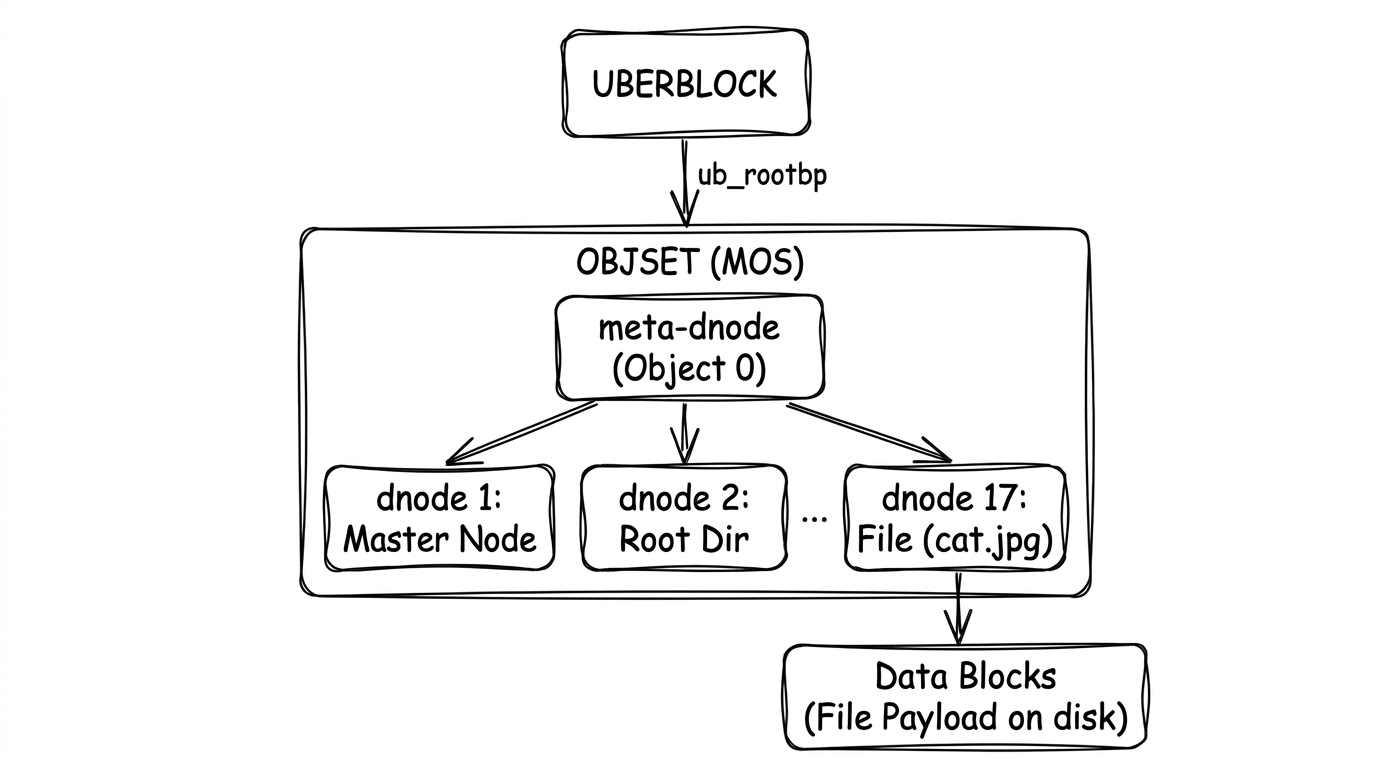 UBERBLOCK
ub_rootbp
OBJSET (MOS)
meta-dnode
(Object 0)
dnode 1:
Master Node
dnode 2:
Root Dir
...
dnode 17:
File (cat.jpg)
Data Blocks
(File Payload on disk)